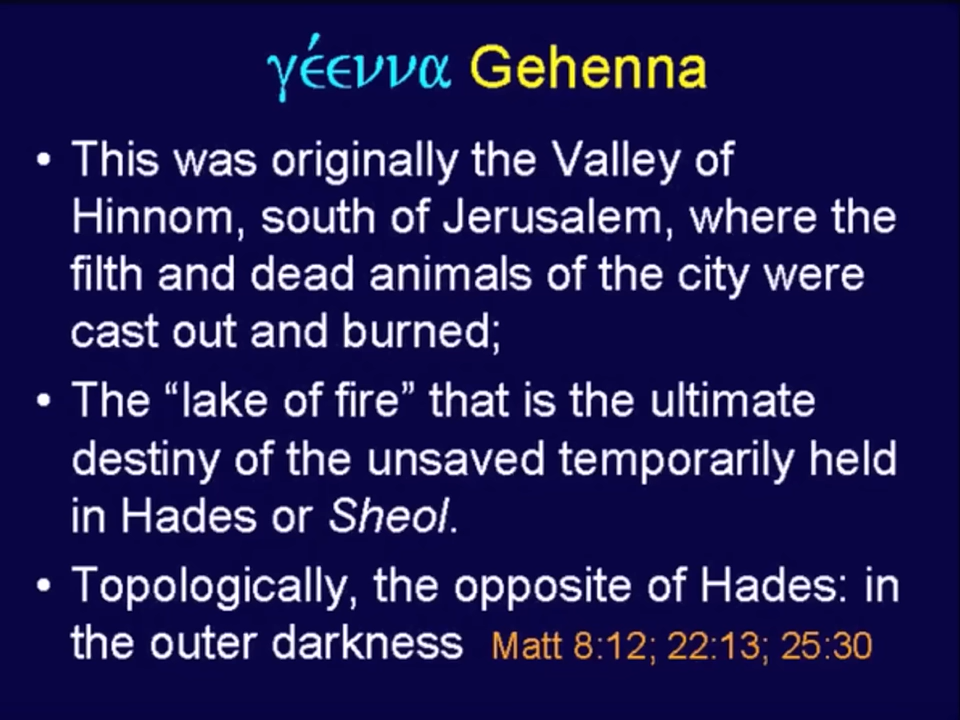 γέεννα Gehenna
• This was originally the Valley of
Hinnom, south of Jerusalem, where the
filth and dead animals of the city were
cast out and burned;
• The “lake of fire” that is the ultimate
destiny of the unsaved temporarily held
in Hades or Sheol.
• Topologically, the opposite of Hades: in
the outer darkness Matt 8:12; 22:13; 25:30